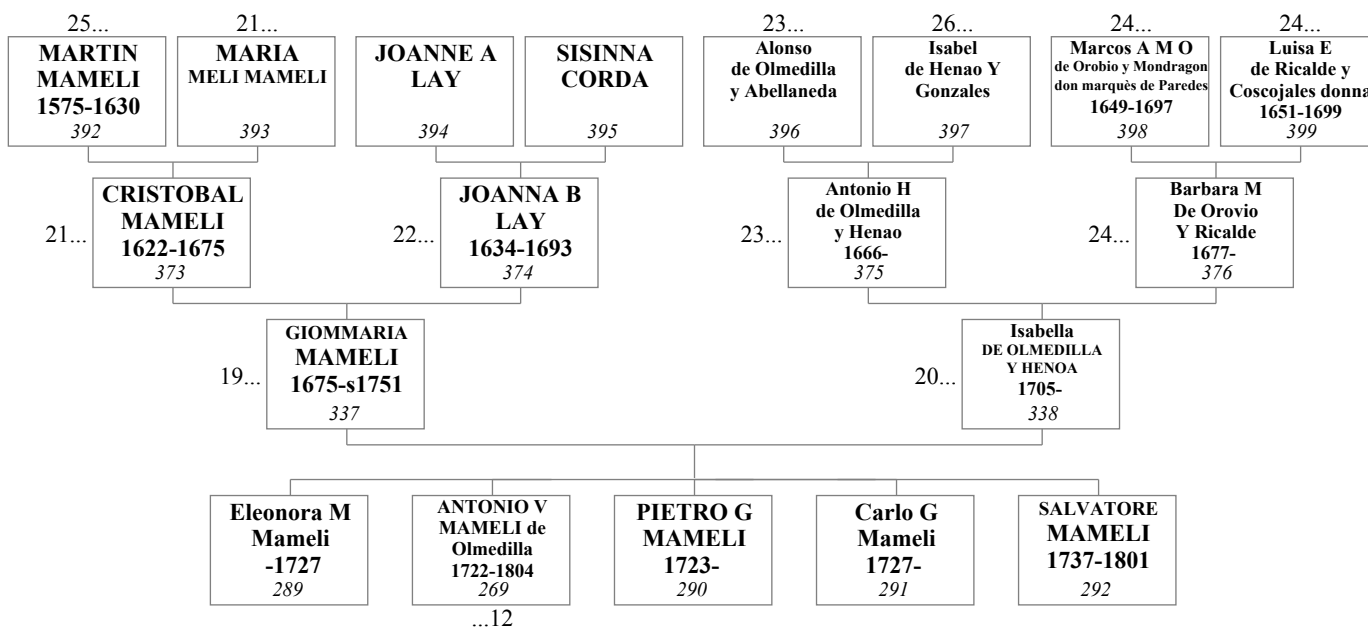 25...
21...
23...
26...
24...
24...
MARTIN
MAMELI
1575-1630
392
MARIA
MELI MAMELI
393
JOANNE A
LAY
394
SISINNA
CORDA
395
Alonso
de Olmedilla
y Abellaneda
396
Isabel
de Henao Y
Gonzales
397
Marcos A M O
de Orobio y Mondragon
don marquès de Paredes
1649-1697
398
Luisa E
de Ricalde y
Coscojales donna
1651-1699
399
21...
CRISTOBAL
MAMELI
1622-1675
373
22...
JOANNA B
LAY
1634-1693
374
23...
Antonio H
de Olmedilla
y Henao
1666-
375
24...
Barbara M
De Orovio
Y Ricalde
1677-
376
19...
GIOMMARIA
MAMELI
1675-s1751
337
20...
Isabella
DE OLMEDILLA
Y HENOA
1705-
338
Eleonora M
Mameli
-1727
289
ANTONIO V
MAMELI de
Olmedilla
1722-1804
269
...12
PIETRO G
MAMELI
1723-
290
Carlo G
Mameli
1727-
291
SALVATORE
MAMELI
1737-1801
292